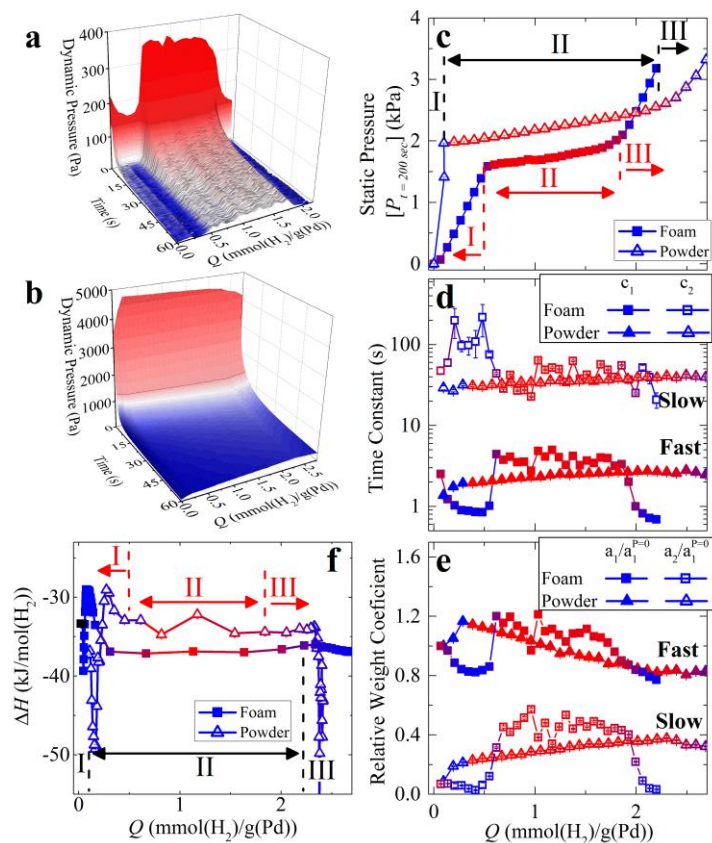 a
Dynamic Pressure (Pa)
400
300
200
100
0
15
30
45
60
Time (s)
0.0
0.5
1.0
1.5
2.0
Q (mmol(H2)/g(Pd))
b
Dynamic Pressure (Pa)
5000
4000
3000
2000
1000
0
15
30
45
60
Time (s)
0.0
0.5
1.0
1.5
2.0
2.5
Q (mmol(H2)/g(Pd))
c
Static Pressure
[P t = 200 sec.] (kPa)
4
3
2
1
0
I
II
III
I
II
III
Foam
Powder
0
1
2
d
Time Constant (s)
100
10
1
c1 c2
Foam
Powder
Slow
Fast
e
Relative Weight Coeficient
1.6
1.2
0.8
0.4
0.0
a1/a1 P=0 a2/a1 P=0
Foam
Powder
Fast
Slow
0 1 2
Q (mmol(H2)/g(Pd))
f
ΔH (kJ/mol(H2)
-30
-40
-50
I
II
III
Foam
Powder
I
II
III
0 1 2
Q (mmol(H2)/g(Pd)